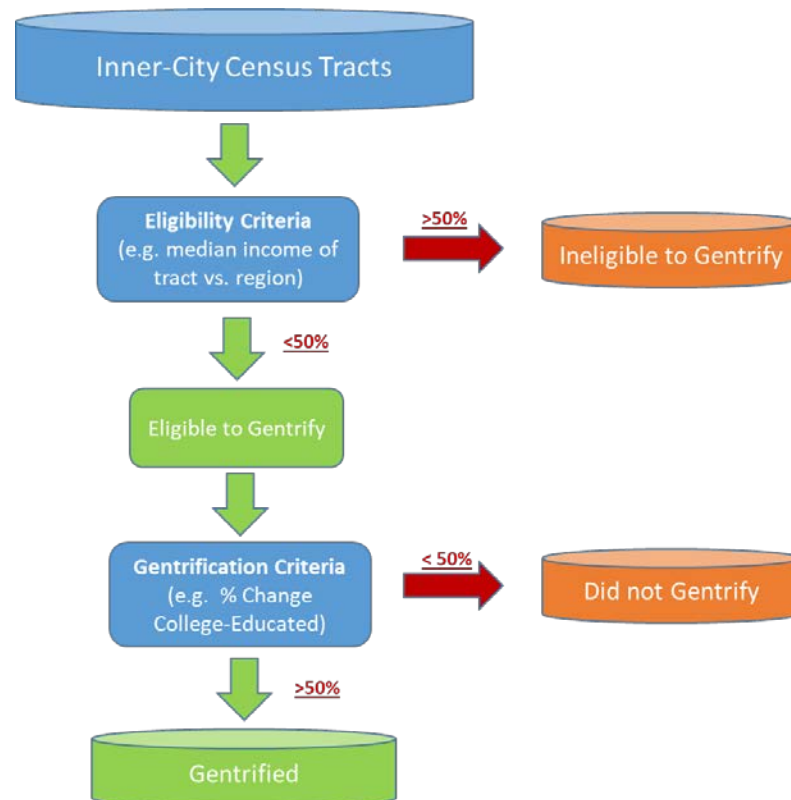 Inner-City Census Tracts
Eligibility Criteria
(e.g. median income of
tract vs. region)
>50%
Ineligible to Gentrify
<50%
Eligible to Gentrify
Gentrification Criteria
(e.g. % Change
College-Educated)
< 50%
Did not Gentrify
>50%
Gentrified